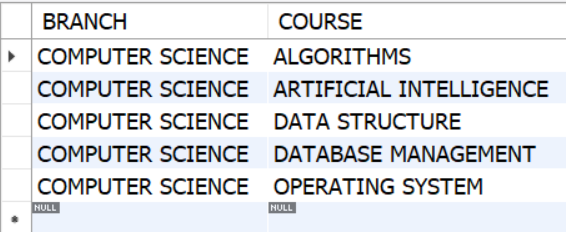 BRANCH COURSE
COMPUTER SCIENCE ALGORITHMS
COMPUTER SCIENCE ARTIFICIAL INTELLIGENCE
COMPUTER SCIENCE DATA STRUCTURE
COMPUTER SCIENCE DATABASE MANAGEMENT
COMPUTER SCIENCE OPERATING SYSTEM
NULL NULL